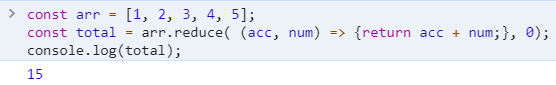 const arr = [1, 2, 3, 4, 5];
const total = arr.reduce( (acc, num) => {return acc + num;}, 0);
console.log(total);
15